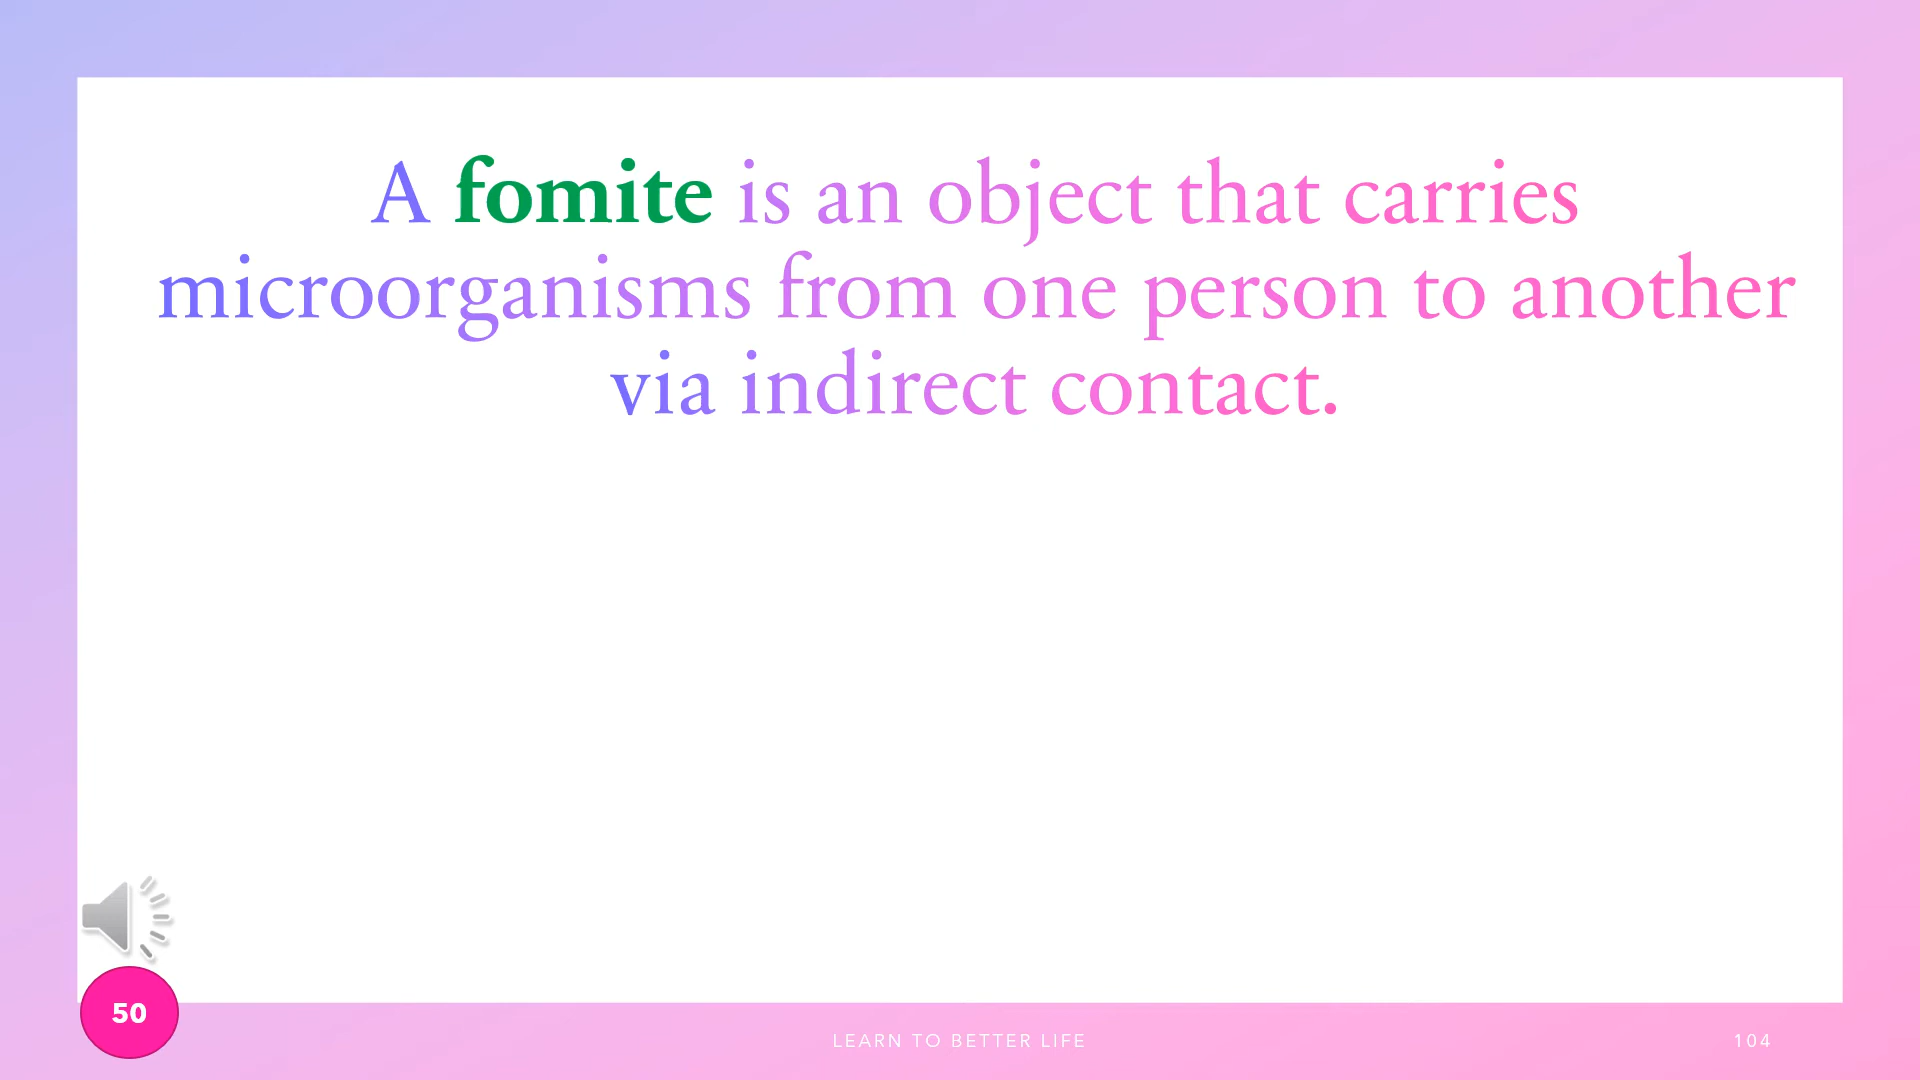 A fomite is an object that carries
microorganisms from one person to another
via indirect contact.
50
LEARN TO BETTER LIFE
104